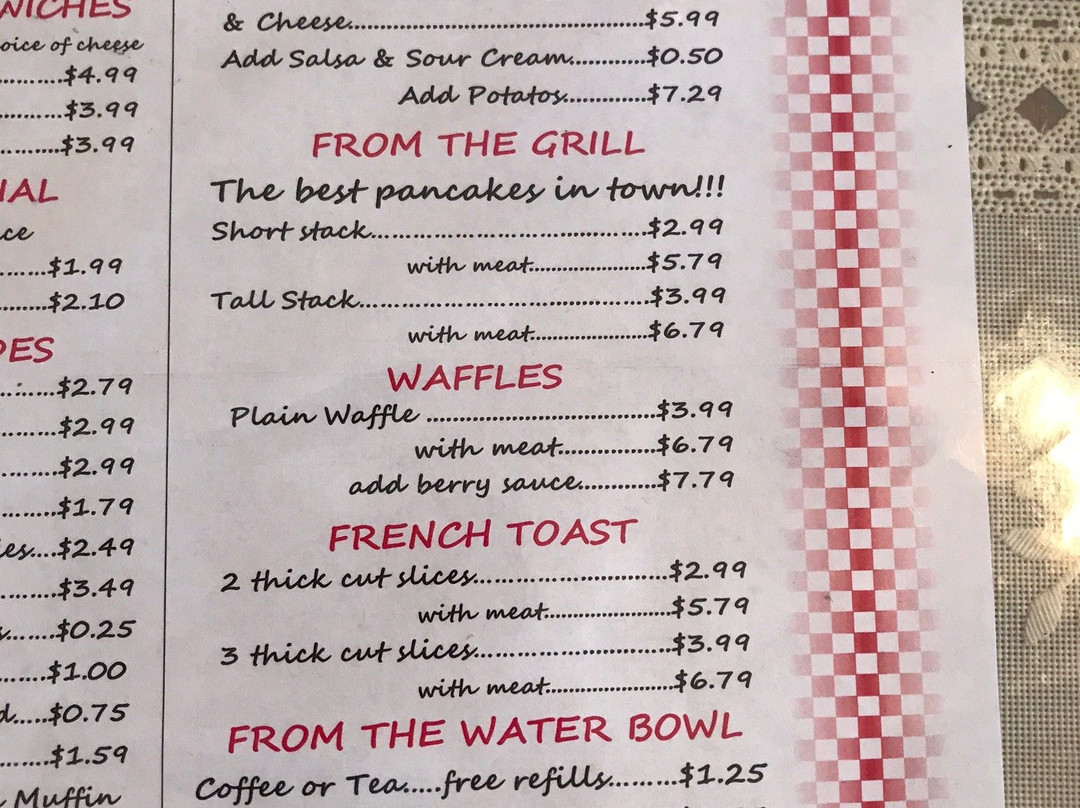 WICHES
oice of cheese
.........$4.99
..........$3.99
..........$3.99
IAL
ce
.......$1.99
........$2.10
PES
.......$2.79
.........$2.99
.........$2.99
.........$1.79
ies....$2.49
.........$3.49
s.......$0.25
.......$1.00
d.....$0.75
........$1.59
Muffin
& Cheese..........................................$5.99
Add Salsa & Sour Cream............$0.50
Add Potatos.............$7.29
FROM THE GRILL
The best pancakes in town!!!
Short stack......................................$2.99
with meat......................$5.79
Tall Stack.........................................$3.99
with meat......................$6.79
WAFFLES
Plain Waffle ....................................$3.99
with meat................$6.79
add berry sauce............$7.79
FRENCH TOAST
2 thick cut slices...........................$2.99
with meat.....................$5.79
3 thick cut slices...........................$3.99
with meat.....................$6.79
FROM THE WATER BOWL
Coffee or Tea.....free refills.........$1.25